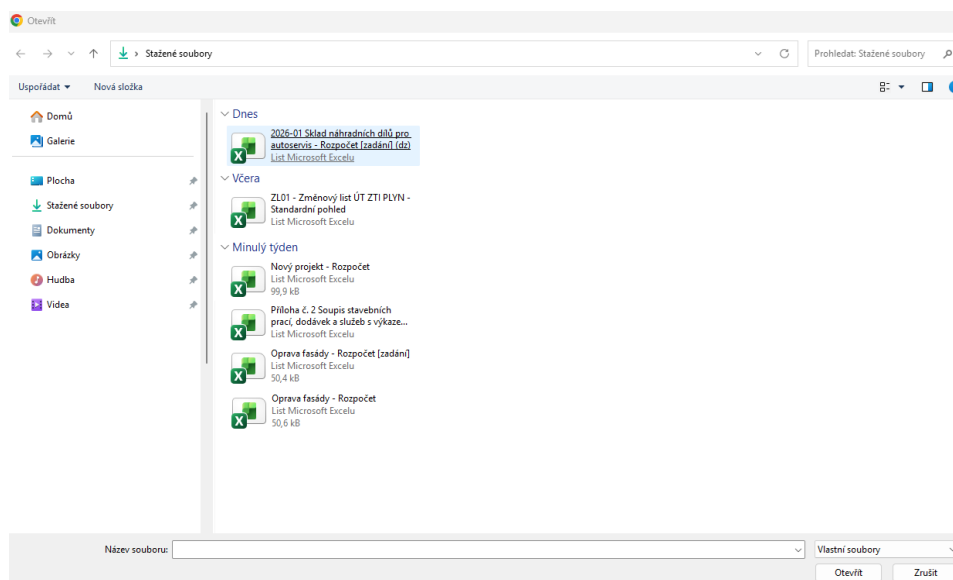 Otevřít
Stažené soubory
Prohledat: Stažené soubory
Uspořádat
Nová složka
Domů
Galerie
Plocha
Stažené soubory
Dokumenty
Obrázky
Hudba
Videa
Dnes
2026-01 Sklad náhradních dílů pro
autoservis - Rozpočet [zadání] (dz)
List Microsoft Excelu
Včera
ZL01 - Změnový list ÚT ZTI PLYN -
Standardní pohled
List Microsoft Excelu
Minulý týden
Nový projekt - Rozpočet
List Microsoft Excelu
99,9 kB
Příloha č. 2 Soupis stavebních
prací, dodávek a služeb s výkaze...
List Microsoft Excelu
Oprava fasády - Rozpočet [zadání]
List Microsoft Excelu
50,4 kB
Oprava fasády - Rozpočet
List Microsoft Excelu
50,6 kB
Název souboru:
Vlastní soubory
Otevřít
Zrušit